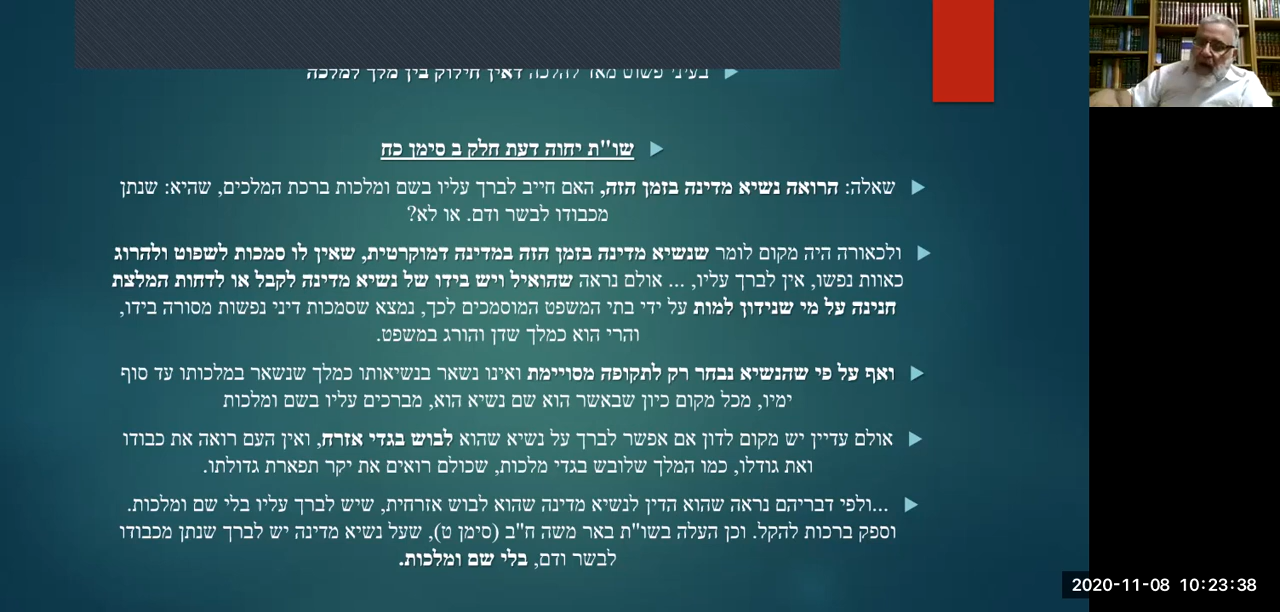 בעיני פשוט מאד להלכה דאין חילוק בין מלך למלכה
שו"ת יחוה דעת חלק ב סימן כח
שאלה: הרואה נשיא מדינה בזמן הזה, האם חייב לברך עליו בשם ומלכות ברכת המלכים, שהיא: שנתן
מכבודו לבשר ודם. או לא?
ולכאורה היה מקום לומר שנשיא מדינה בזמן הזה במדינה דמוקרטית, שאין לו סמכות לשפוט ולהרוג
כאוות נפשו, אין לברך עליו, ... אולם נראה שהואיל ויש בידו של נשיא מדינה לקבל או לדחות המלצת
חנינה על מי שנידון למות על ידי בתי המשפט המוסמכים לכך, נמצא שסמכות דיני נפשות מסורה בידו,
והרי הוא כמלך שדן והורג במשפט.
ואף על פי שהנשיא נבחר רק לתקופה מסויימת ואינו נשאר בנשיאותו כמלך שנשאר במלכותו עד סוף
ימיו, מכל מקום כיון שבאשר הוא שם נשיא הוא, מברכים עליו בשם ומלכות
אולם עדיין יש מקום לדון אם אפשר לברך על נשיא שהוא לבוש בגדי אזרח, ואין העם רואה את כבודו
ואת גודלו, כמו המלך שלובש בגדי מלכות, שכולם רואים את יקר תפארת גדולתו.
...ולפי דבריהם נראה שהוא הדין לנשיא מדינה שהוא לבוש אזרחית, שיש לברך עליו בלי שם ומלכות.
וספק ברכות להקל. וכן העלה בשו"ת באר משה ח"ב (סימן ט), שעל נשיא מדינה יש לברך שנתן מכבודו
לבשר ודם, בלי שם ומלכות.
2020-11-08 10:23:38